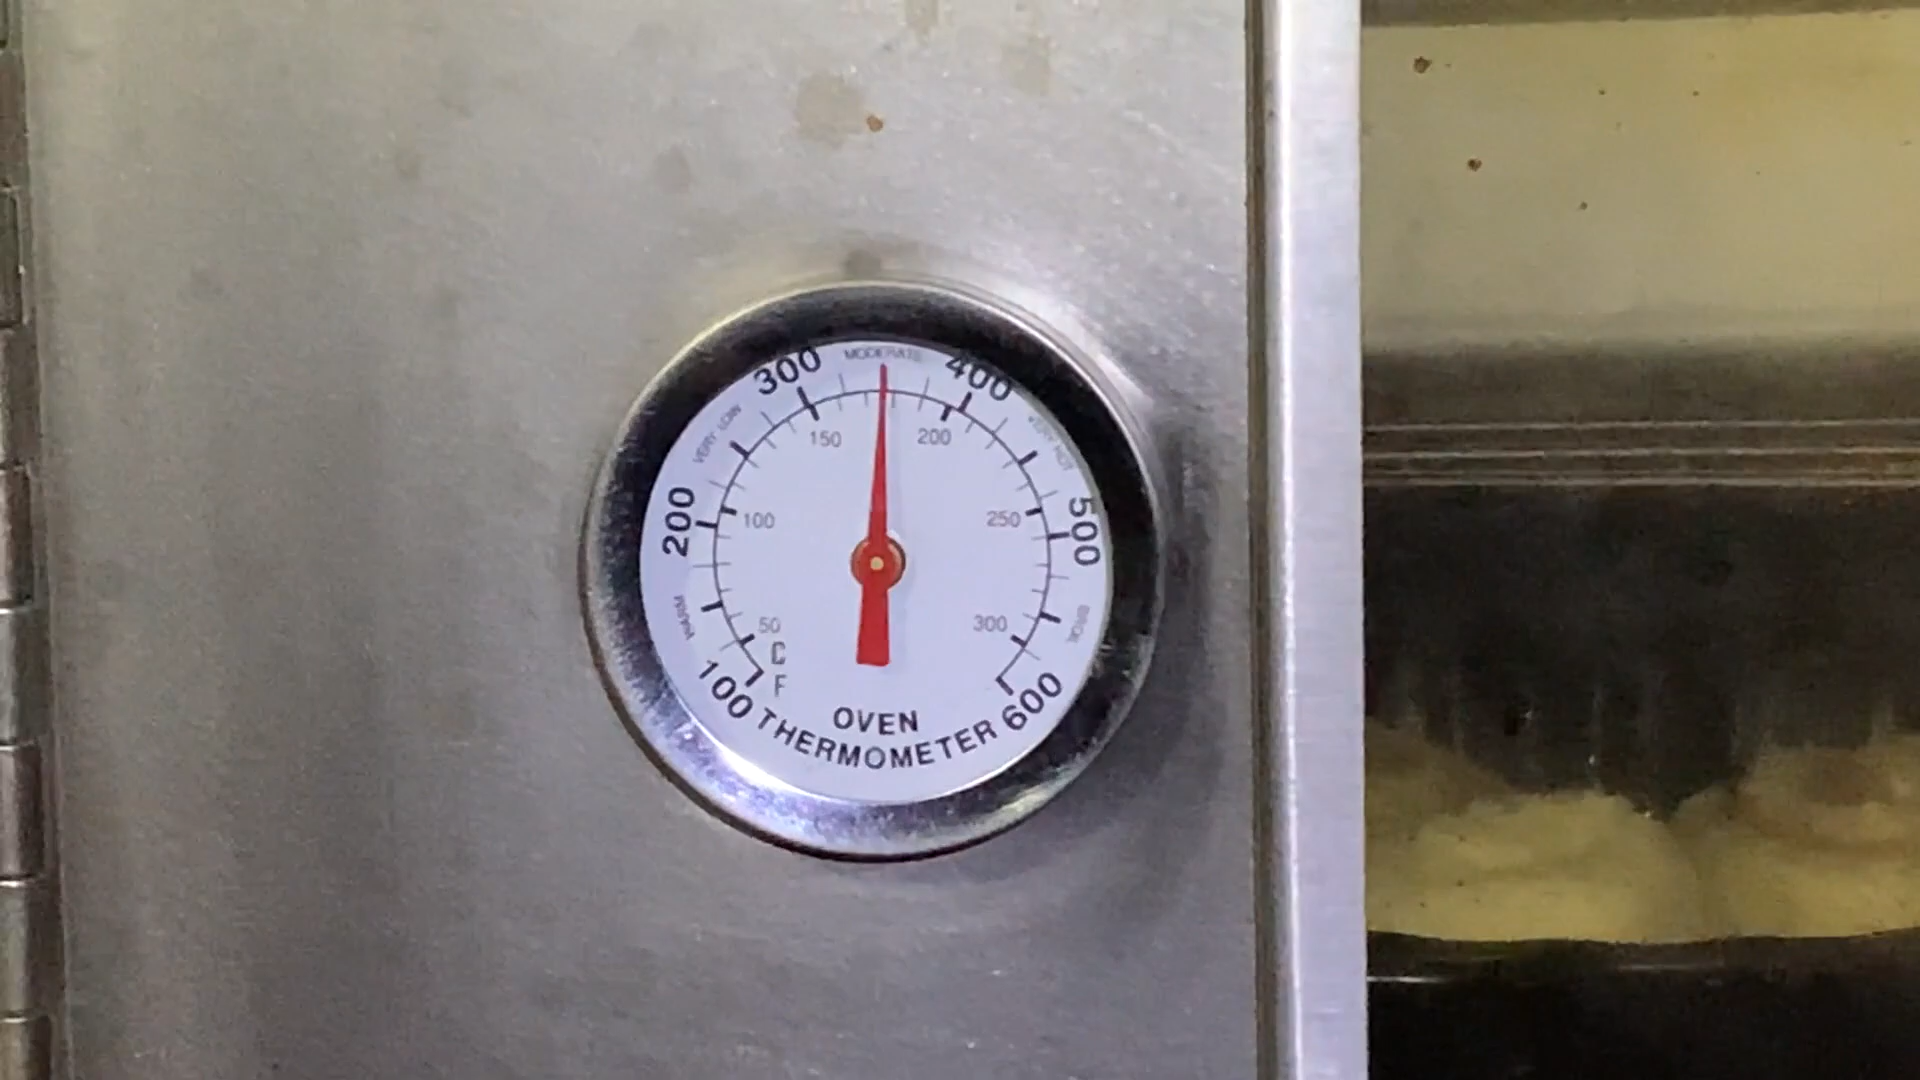 MODERATE
300
400
VERY LOW
VERY HOT
150
200
200
500
100
250
WARM
BROIL
50
300
C
F
100
600
OVEN
THERMOMETER